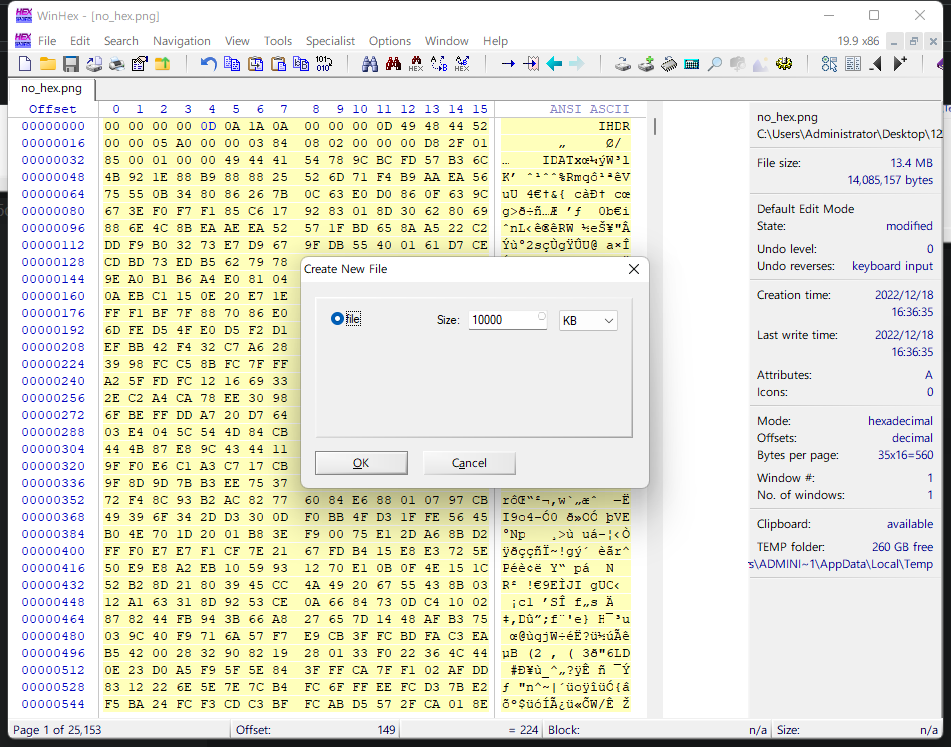 WinHex - [no_hex.png]
File Edit Search Navigation View Tools Specialist Options Window Help 19.9 x86
no_hex.png
Offset 0 1 2 3 4 5 6 7 8 9 10 11 12 13 14 15 ANSI ASCII
00000000 00 00 00 00 0D 0A 1A 0A 00 00 00 0D 49 48 44 52 IHDR
00000016 00 00 05 A0 00 00 03 84 08 02 00 00 00 D8 2F 01 „ Ø/
00000032 85 00 01 00 00 49 44 41 54 78 9C BC FD 57 B3 6C … IDATxœ¼ýW³l
00000048 4B 92 1E 88 B9 88 88 25 52 6D 71 F4 B9 AA EA 56 K’ ˆ¹ˆˆ%Rmqô¹ªêV
00000064 75 55 0B 34 80 86 26 7B 0C 63 E0 D0 86 0F 63 9C uU 4€†&{ càÐ† cœ
00000080 67 3E F0 F7 F1 85 C6 17 92 83 01 8D 30 62 80 69 g>ð÷ñ…Æ ’ƒ 0b€i
00000096 88 6E 4C 8B EA AE EA 52 57 1F BD 65 8A A5 22 C2 ˆnL‹ê®êRW ½eŠ¥"Â
00000112 DD F9 B0 32 73 E7 D9 67 9F DB 55 40 01 61 D7 CE Ýù°2sçÙgŸÛU@ a×Î
00000128 CD BD 73 ED B5 62 79 78
00000144 9E A0 B1 B6 A4 E0 81 04
00000160 0A EB C1 15 0E 20 E7 1E
00000176 FF F1 BF 7F 88 70 86 E0
00000192 6D FE D5 4F E0 D5 F2 D1
00000208 EF BB 42 F4 32 C7 A6 28
00000224 39 98 FC C5 8B FC 7F FF
00000240 A2 5F FD FC 12 16 69 33
00000256 2E C2 A4 CA 78 EE 30 98
00000272 6F BE FF DD A7 20 D7 64
00000288 03 E4 04 5C 54 4D 84 CB
00000304 44 4B 87 E8 9C 43 44 11
00000320 9F F0 E6 C1 A3 C7 17 CB
00000336 9F 8D 9D 7B B3 EE 75 37
00000352 72 F4 8C 93 B2 AC 82 77 60 84 E6 88 01 07 97 CB rôŒ“²¬‚w`„æˆ —Ë
00000368 49 39 6F 34 2D D3 30 0D F0 BB 4F D3 1F FE 56 45 I9o4-Ó0 ð»OÓ þVE
00000384 B0 4E 70 1D 20 01 B8 3E F9 00 75 E1 2D A6 8B D2 °Np ¸>ù uá-¦‹Ò
00000400 FF F0 E7 E7 F1 CF 7E 21 67 FD B4 15 E8 E3 72 5E ÿðççñÏ~!gý´ èãr^
00000416 50 E9 E8 A2 EB 10 59 93 12 70 E1 0B 0F 4E 15 1C Péè¢ë Y“ pá N
00000432 52 B2 8D 21 80 39 45 CC 4A 49 20 67 55 43 8B 03 R² !€9EÌJI gUC‹
00000448 12 A1 63 31 8D 92 53 CE 0A 66 84 73 0D C4 10 02 ¡c1 ’SÎ f„s Ä
00000464 87 82 44 FB 94 3B 66 A8 27 65 7D 14 48 AF B3 75 ‡‚Dû”;f¨'e} H¯³u
00000480 03 9C 40 F9 71 6A 57 F7 E9 CB 3F FC BD FA C3 EA œ@ùqjW÷éË?ü½úÃê
00000496 B5 42 00 28 32 90 82 19 28 01 33 F0 22 36 4C 44 µB (2 ‚ ( 3ð"6LD
00000512 0E 23 D0 A5 F9 5F 5E 84 3F FF CA 7F F1 02 AF DD #Ð¥ù_^„?ÿÊ ñ ¯Ý
00000528 83 12 22 6E 5E 7E 7C B4 FC 6F FF EE FC D3 7B E2 ƒ "n^~|´üoÿîüÓ{â
00000544 F5 BA 24 FC F3 CD C3 BF FC AB D5 57 2F CA 01 8E õº$üóÍÃ¿ü«ÕW/Ê Ž
Create New File
file
Size: 10000 KB
OK
Cancel
no_hex.png
C:\Users\Administrator\Desktop\12
File size: 13.4 MB
14,085,157 bytes
Default Edit Mode
State: modified
Undo level: 0
Undo reverses: keyboard input
Creation time: 2022/12/18
16:36:35
Last write time: 2022/12/18
16:36:35
Attributes: A
Icons: 0
Mode: hexadecimal
Offsets: decimal
Bytes per page: 35x16=560
Window #: 1
No. of windows: 1
Clipboard: available
TEMP folder: 260 GB free
s\ADMINI~1\AppData\Local\Temp
Page 1 of 25,153 Offset: 149 = 224 Block: n/a Size: n/a